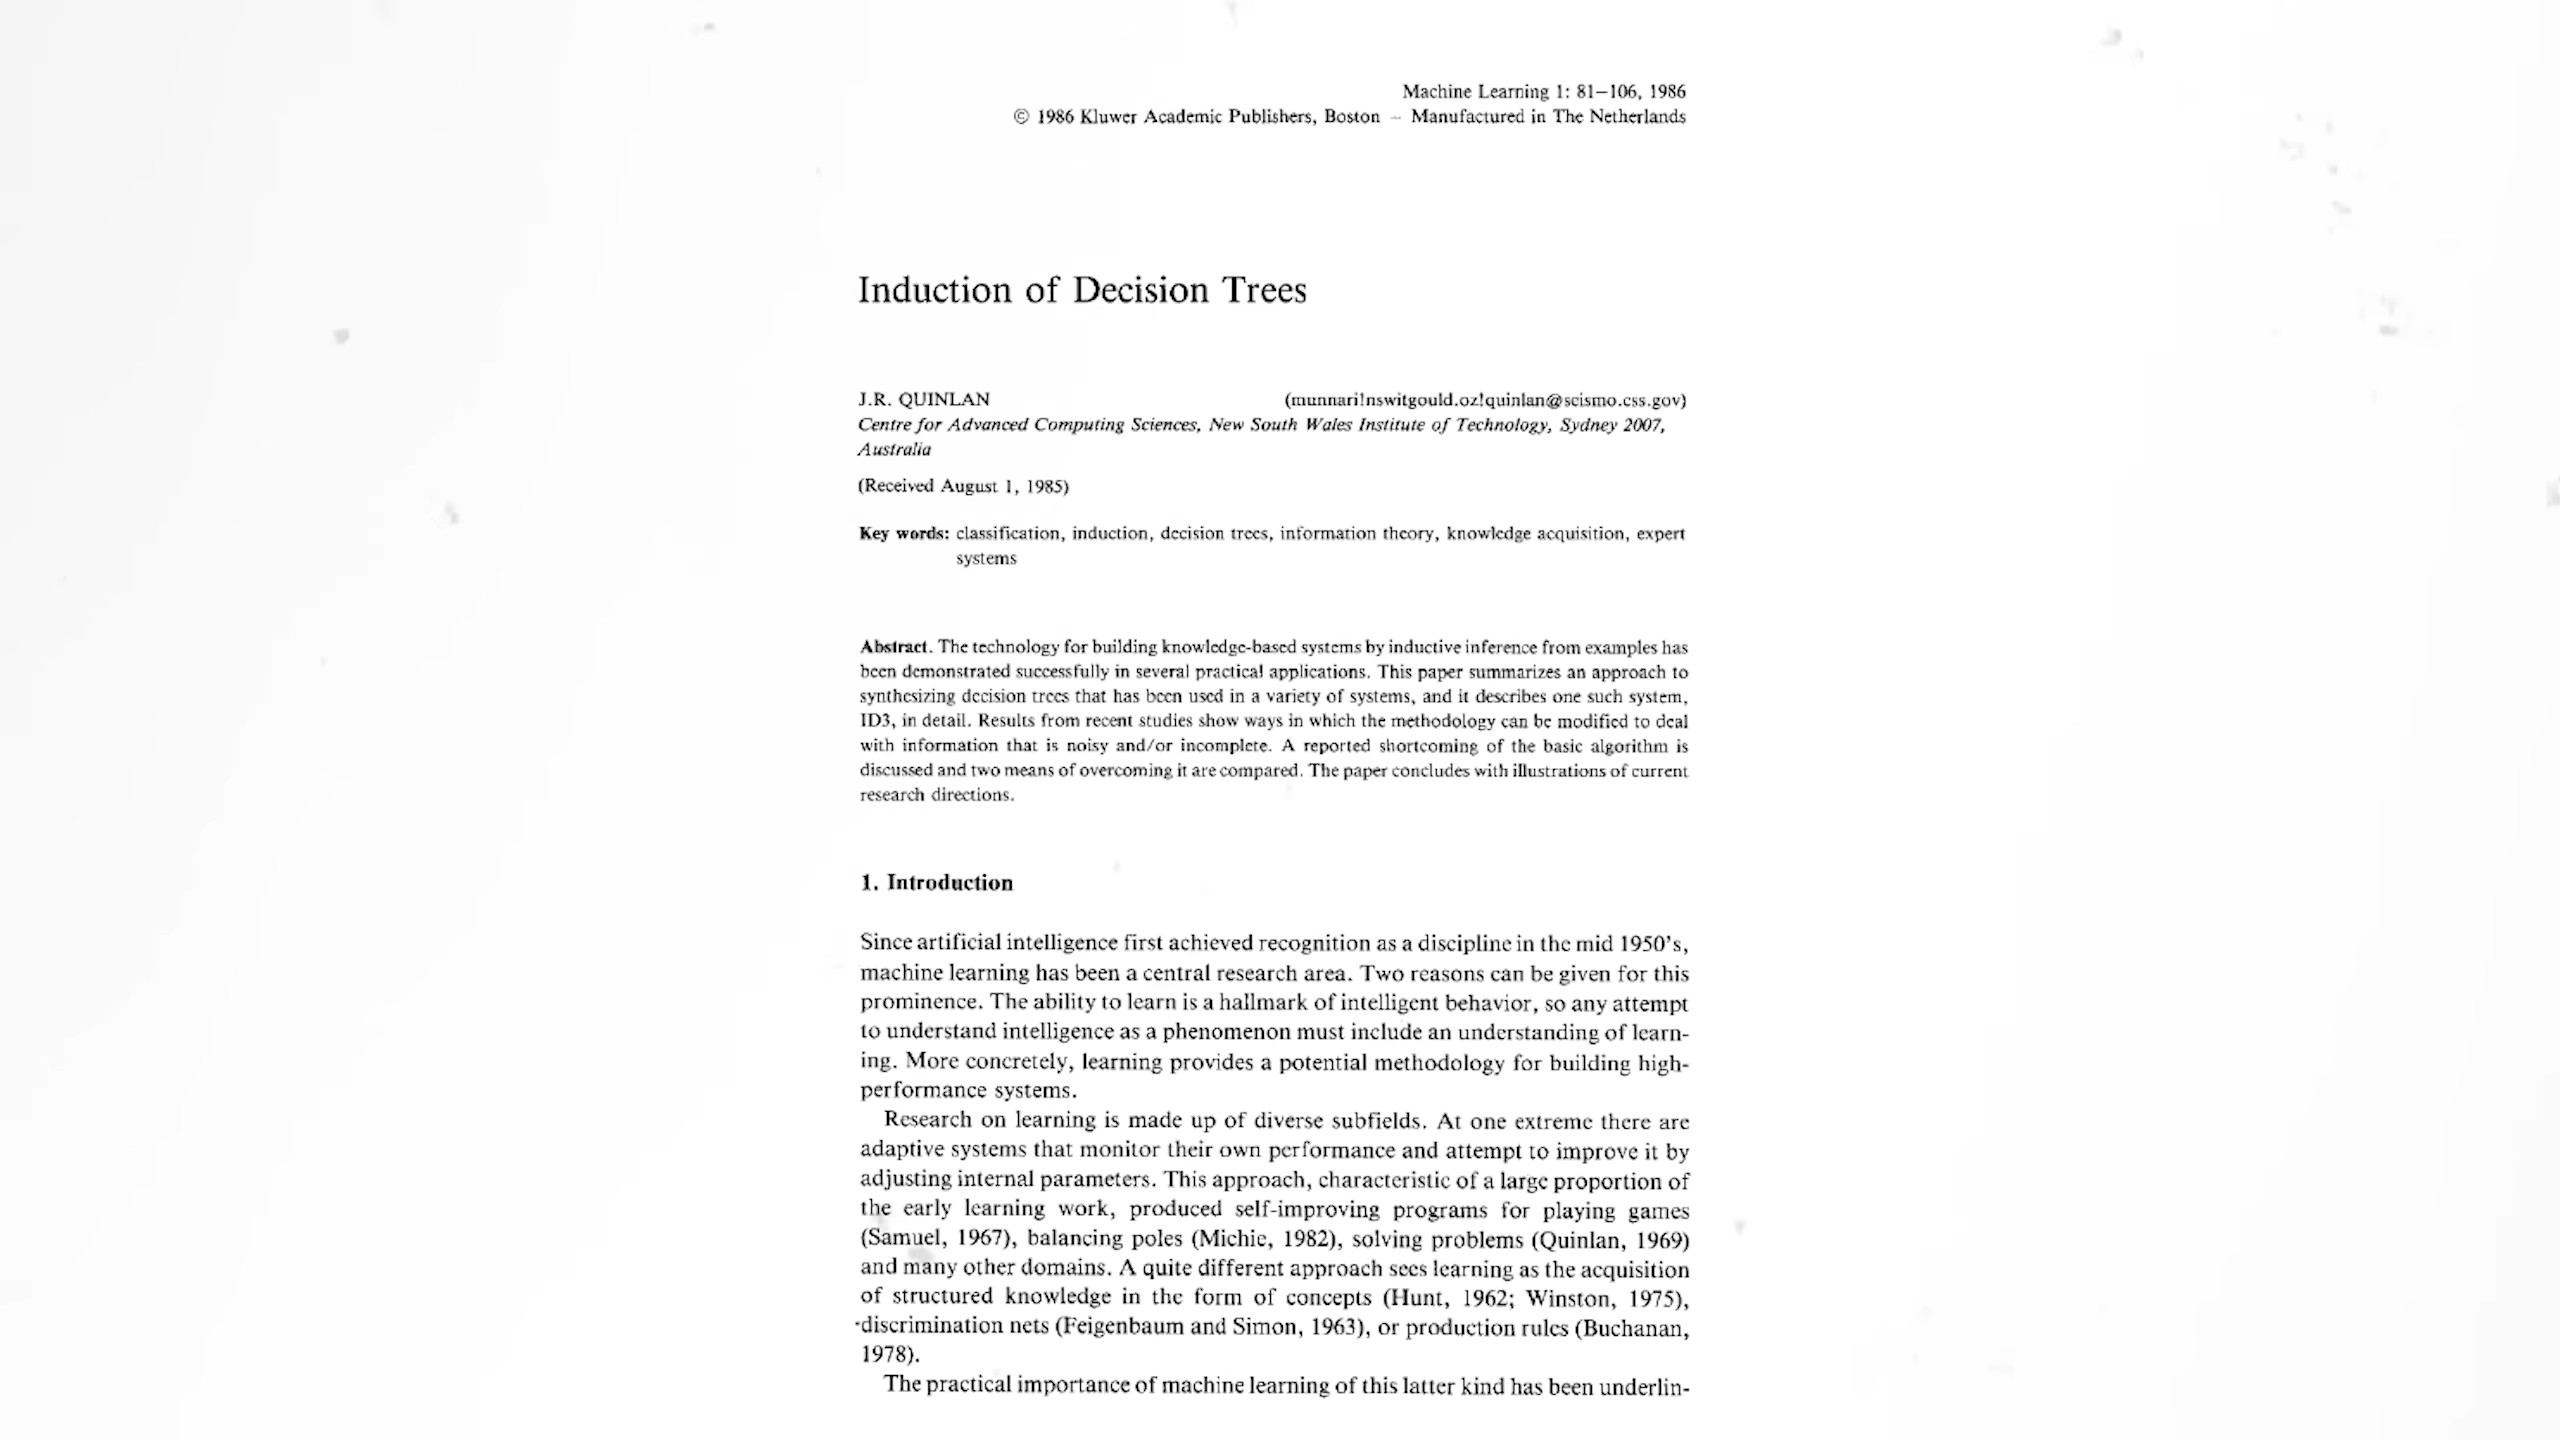 Machine Learning 1: 81–106, 1986
© 1986 Kluwer Academic Publishers, Boston – Manufactured in The Netherlands
Induction of Decision Trees
J.R. QUINLAN (munnari!nswitgould.oz!quinlan@seismo.css.gov)
Centre for Advanced Computing Sciences, New South Wales Institute of Technology, Sydney 2007,
Australia
(Received August 1, 1985)
Key words: classification, induction, decision trees, information theory, knowledge acquisition, expert
systems
Abstract. The technology for building knowledge-based systems by inductive inference from examples has
been demonstrated successfully in several practical applications. This paper summarizes an approach to
synthesizing decision trees that has been used in a variety of systems, and it describes one such system,
ID3, in detail. Results from recent studies show ways in which the methodology can be modified to deal
with information that is noisy and/or incomplete. A reported shortcoming of the basic algorithm is
discussed and two means of overcoming it are compared. The paper concludes with illustrations of current
research directions.
1. Introduction
Since artificial intelligence first achieved recognition as a discipline in the mid 1950's,
machine learning has been a central research area. Two reasons can be given for this
prominence. The ability to learn is a hallmark of intelligent behavior, so any attempt
to understand intelligence as a phenomenon must include an understanding of learn-
ing. More concretely, learning provides a potential methodology for building high-
performance systems.
Research on learning is made up of diverse subfields. At one extreme there are
adaptive systems that monitor their own performance and attempt to improve it by
adjusting internal parameters. This approach, characteristic of a large proportion of
the early learning work, produced self-improving programs for playing games
(Samuel, 1967), balancing poles (Michie, 1982), solving problems (Quinlan, 1969)
and many other domains. A quite different approach sees learning as the acquisition
of structured knowledge in the form of concepts (Hunt, 1962; Winston, 1975),
discrimination nets (Feigenbaum and Simon, 1963), or production rules (Buchanan,
1978).
The practical importance of machine learning of this latter kind has been underlin-